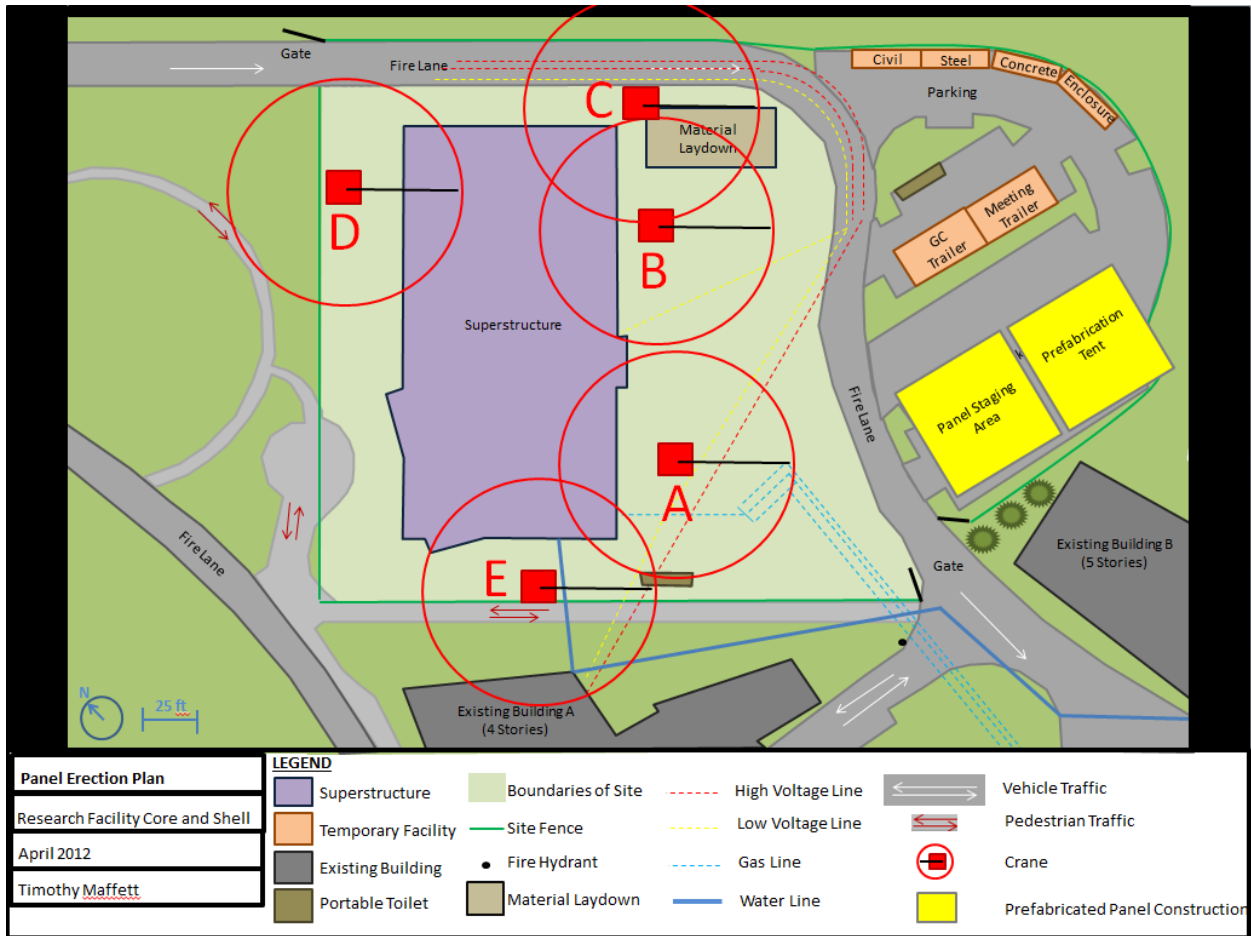 Gate
Fire Lane
Civil
Steel
Concrete
Enclosure
Parking
C
Material
Laydown
D
B
Meeting
Trailer
GC
Trailer
Superstructure
Prefabrication
Tent
k
Panel Staging
Area
Fire Lane
A
Fire Lane
E
Gate
Existing Building B
(5 Stories)
N
25 ft
Existing Building A
(4 Stories)
Panel Erection Plan
Research Facility Core and Shell
April 2012
Timothy Maffett
LEGEND
Superstructure
Temporary Facility
Existing Building
Portable Toilet
Boundaries of Site
Site Fence
Fire Hydrant
Material Laydown
High Voltage Line
Low Voltage Line
Gas Line
Water Line
Vehicle Traffic
Pedestrian Traffic
Crane
Prefabricated Panel Construction